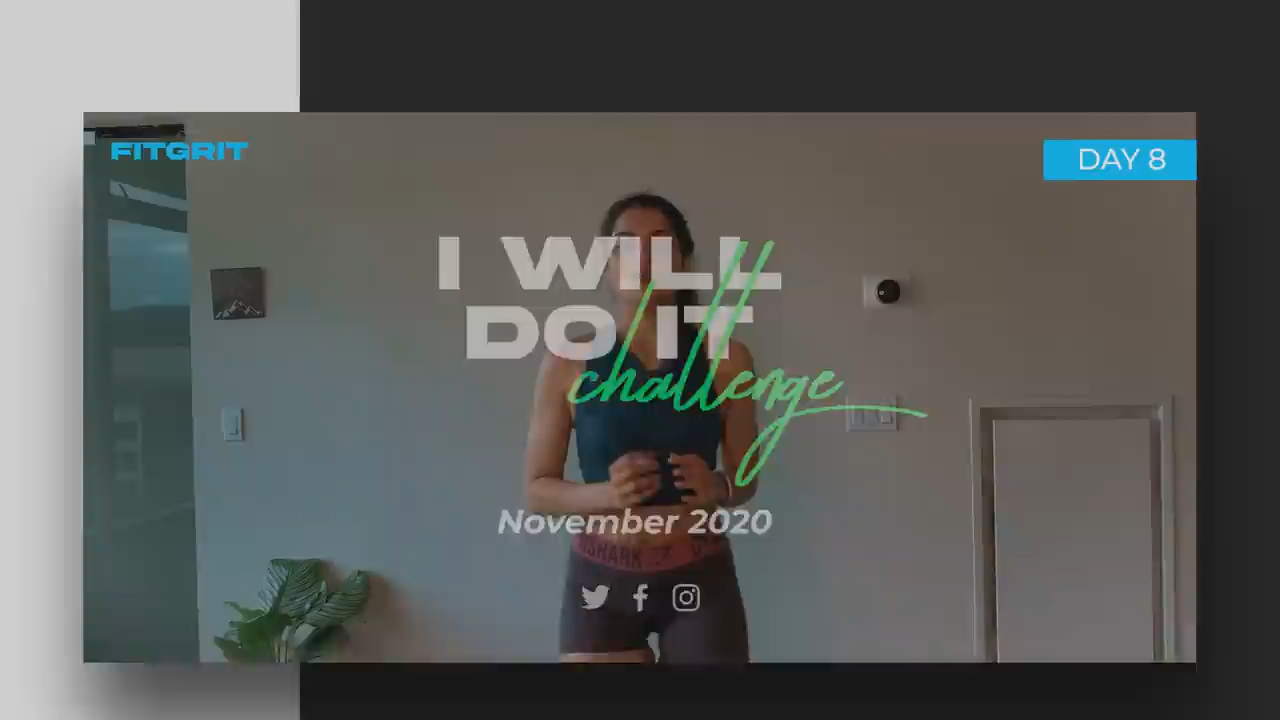 FITGRIT
DAY 8
I WILL
DO IT
challenge
November 2020